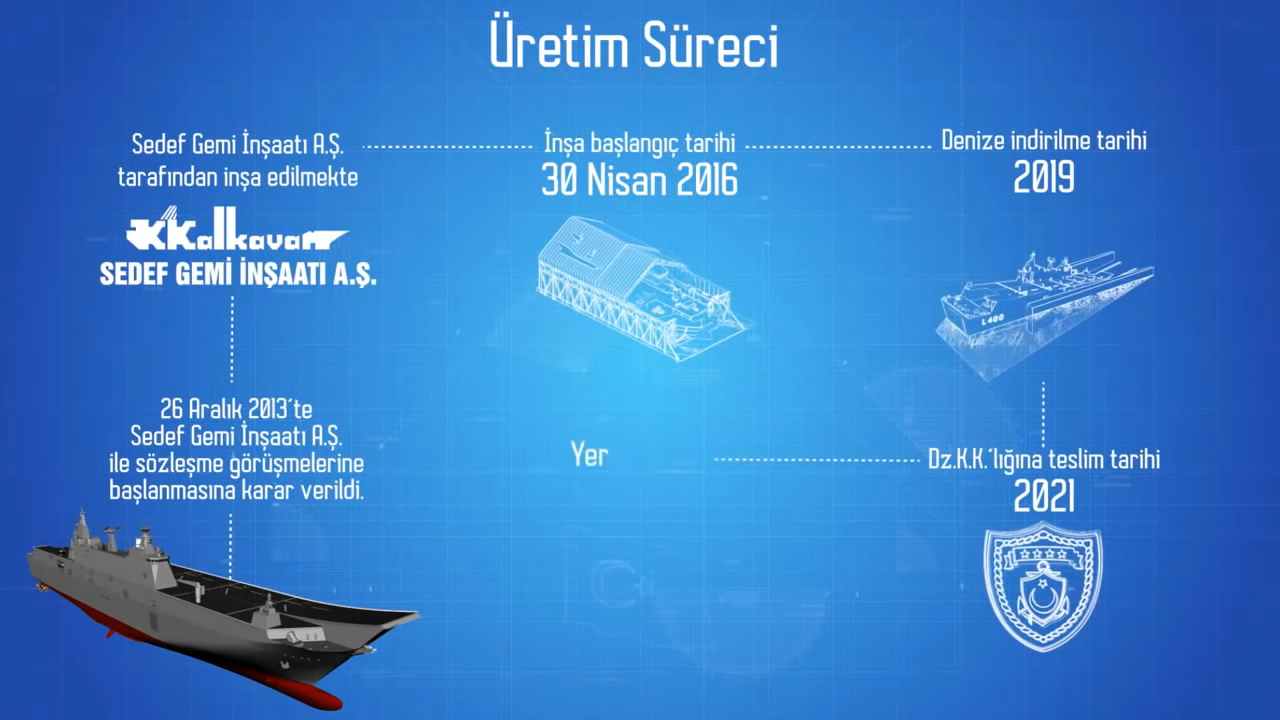 Üretim Süreci
Sedef Gemi İnşaatı A.Ş.
tarafından inşa edilmekte
Kalkavan
SEDEF GEMİ İNŞAATI A.Ş.
26 Aralık 2013'te
Sedef Gemi İnşaatı A.Ş.
ile sözleşme görüşmelerine
başlanmasına karar verildi.
İnşa başlangıç tarihi
30 Nisan 2016
Denize indirilme tarihi
2019
L400
Dz.K.K.'lığına teslim tarihi
2021
Yer